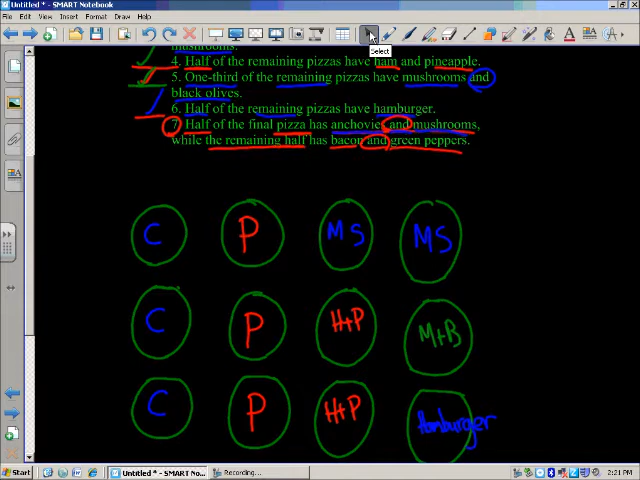 Untitled * - SMART Notebook
File Edit View Insert Format Draw Help
Select
mushrooms.
4. Half of the remaining pizzas have ham and pineapple.
5. One-third of the remaining pizzas have mushrooms and
black olives.
6. Half of the remaining pizzas have hamburger.
7. Half of the final pizza has anchovies and mushrooms,
while the remaining half has bacon and green peppers.
C P MS MS
C P H+P M+B
C P H+P Hamburger
Start Untitled * - SMART No... Recording... 2:21 PM